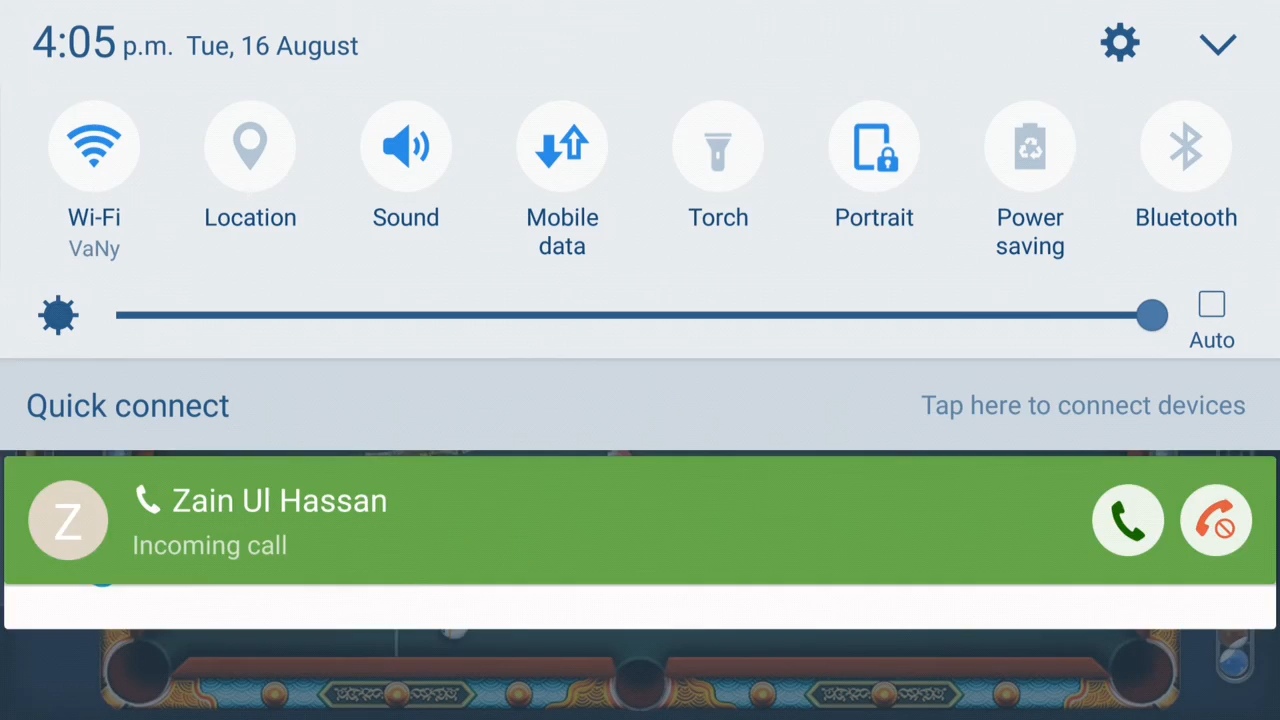 4:05 p.m. Tue, 16 August
Wi-Fi
VaNy
Location
Sound
Mobile
data
Torch
Portrait
Power
saving
Bluetooth
Auto
Quick connect
Tap here to connect devices
Z
Zain Ul Hassan
Incoming call